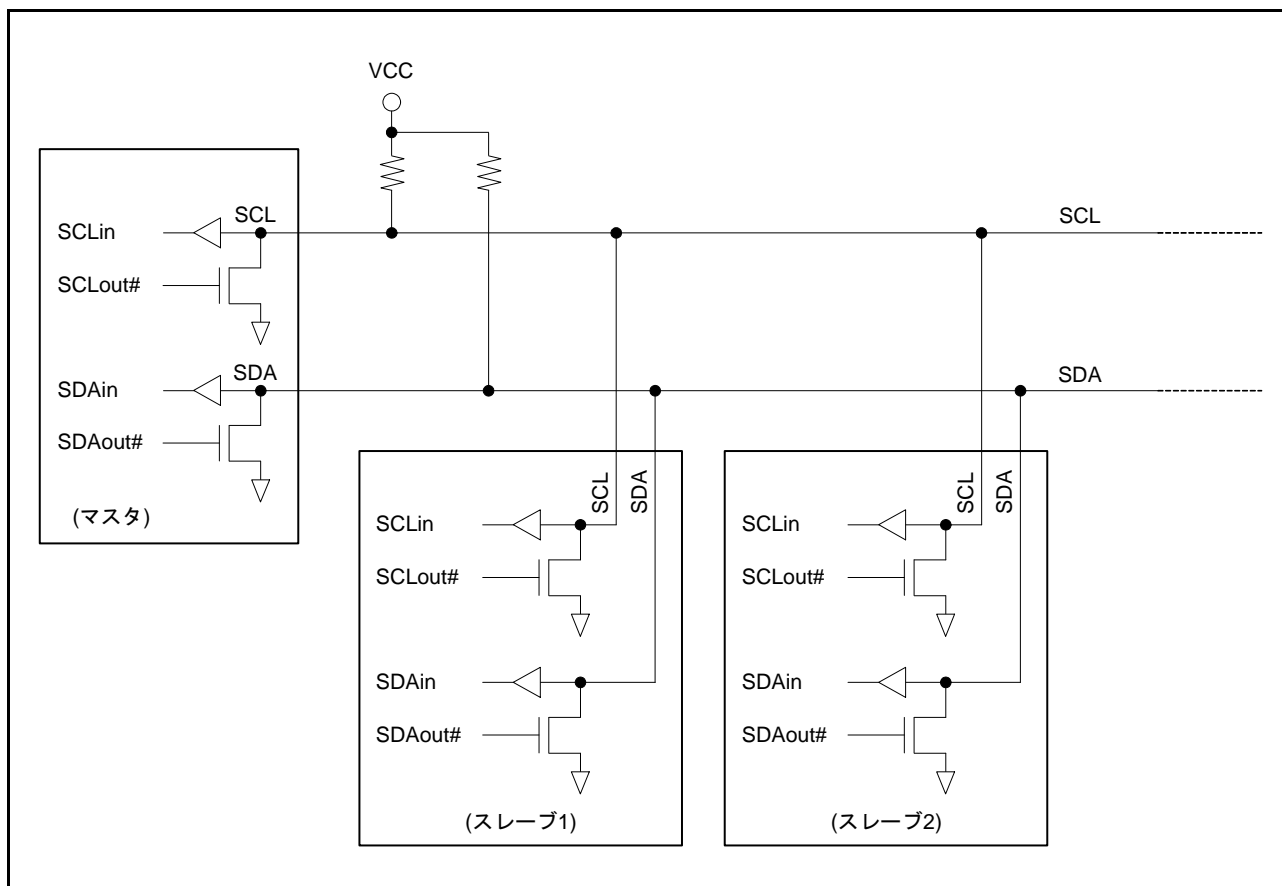 VCC
SCL
SCLin
SCLout#
SDA
SDAin
SDAout#
(マスタ)
SCL
SDA
SCL
SDA
SCLin
SCLout#
SDAin
SDAout#
(スレーブ1)
SCL
SDA
SCLin
SCLout#
SDAin
SDAout#
(スレーブ2)